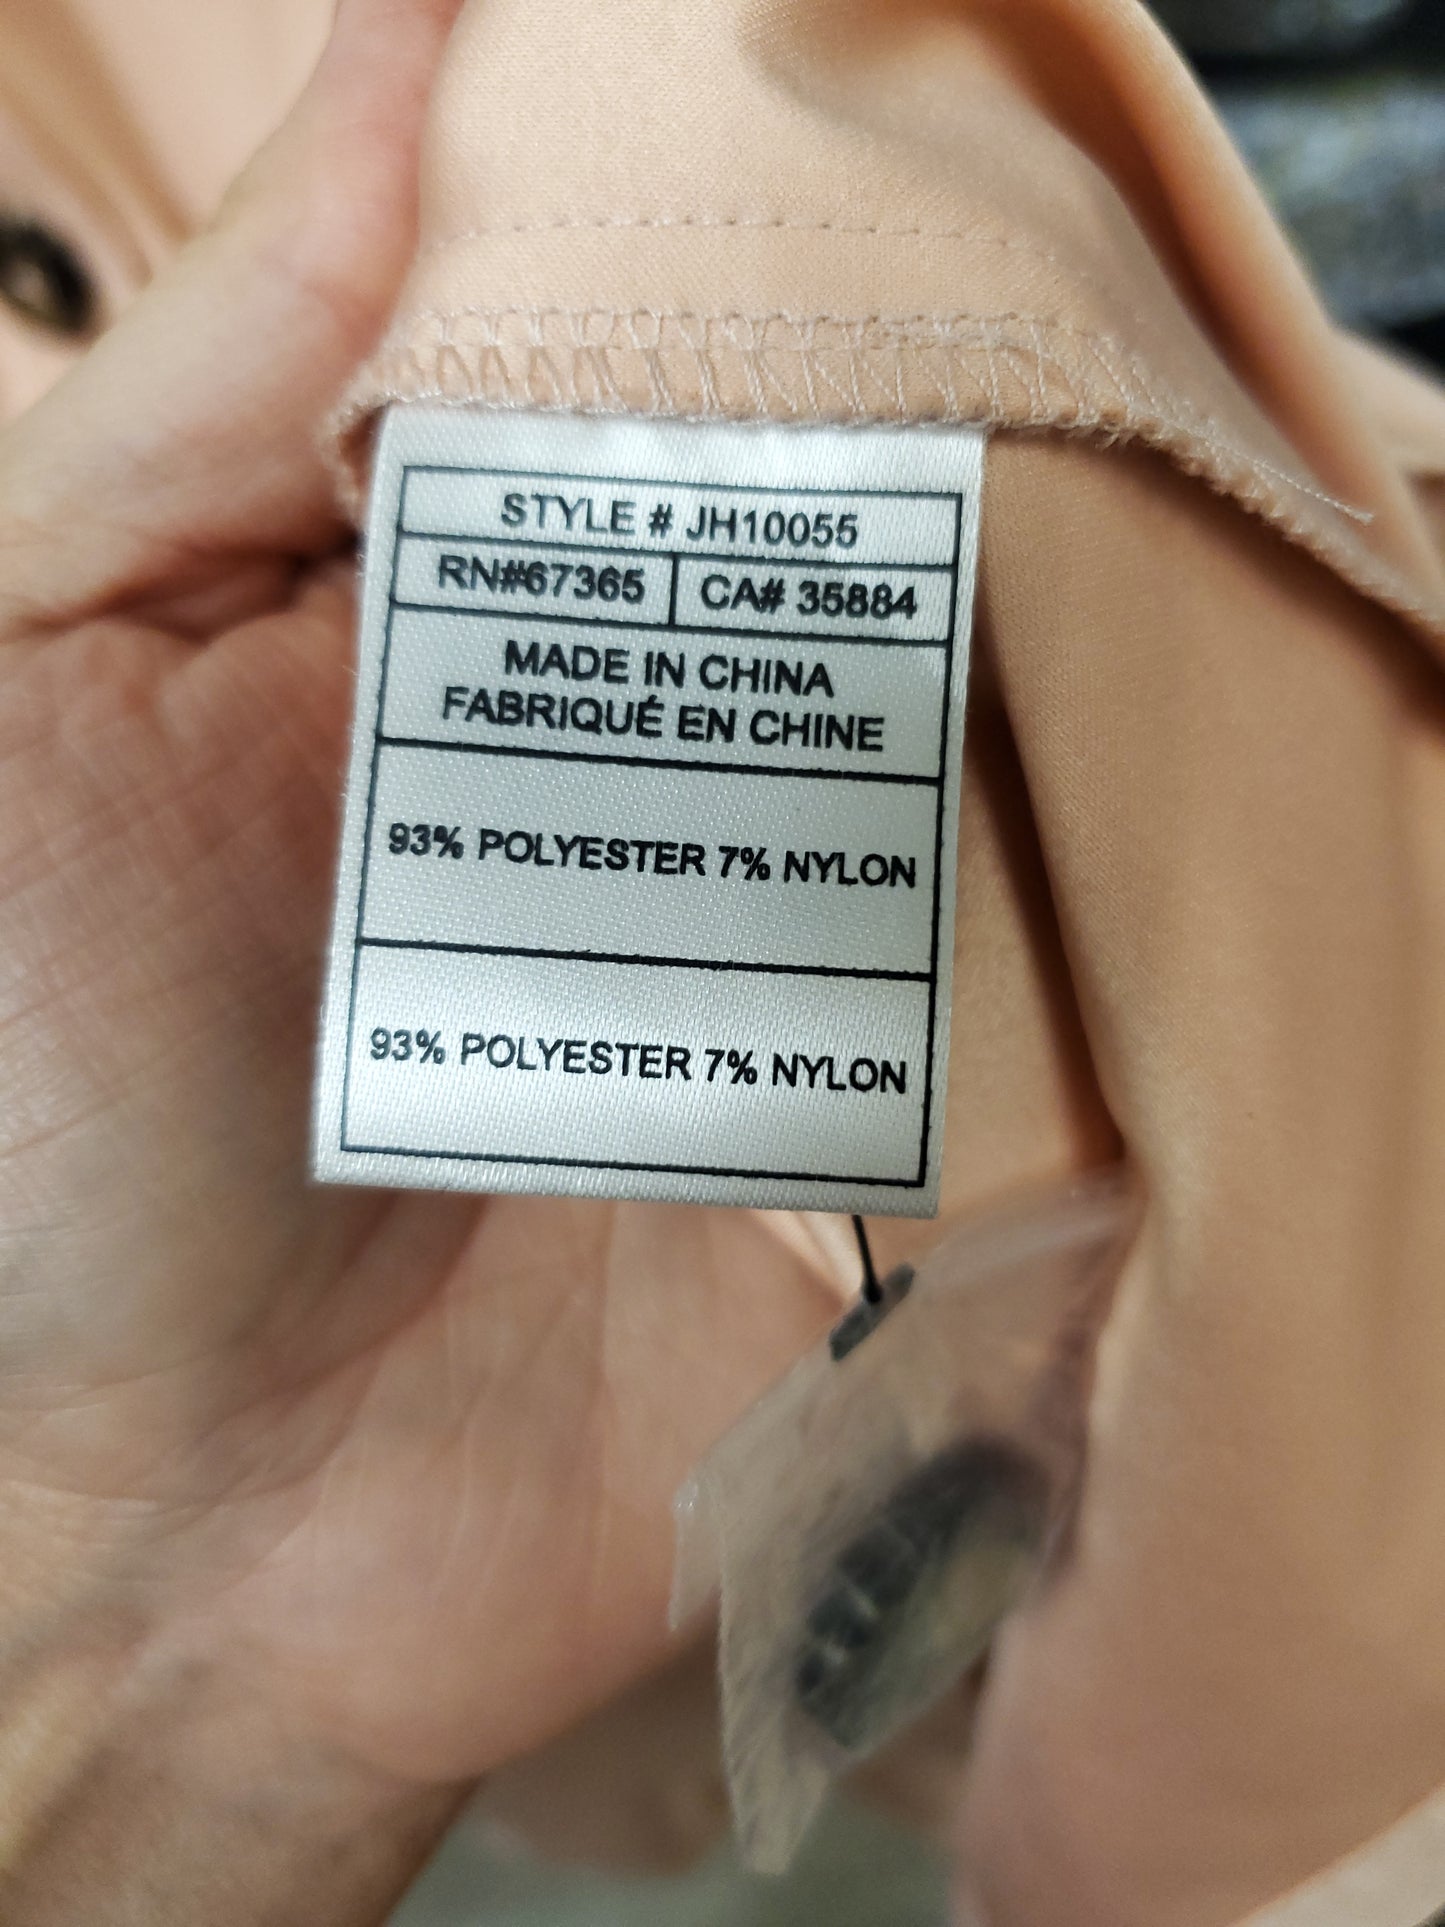 STYLE # JH10055
RN#67365 CA# 35884
MADE IN CHINA
FABRIQUÉ EN CHINE
93% POLYESTER 7% NYLON
93% POLYESTER 7% NYLON